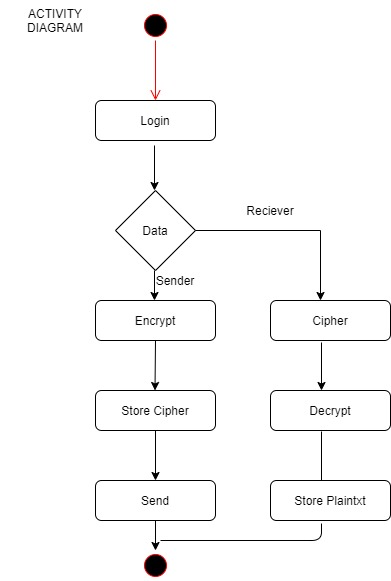 ACTIVITY
DIAGRAM
Login
Data
Reciever
Sender
Encrypt
Cipher
Store Cipher
Decrypt
Send
Store Plaintxt